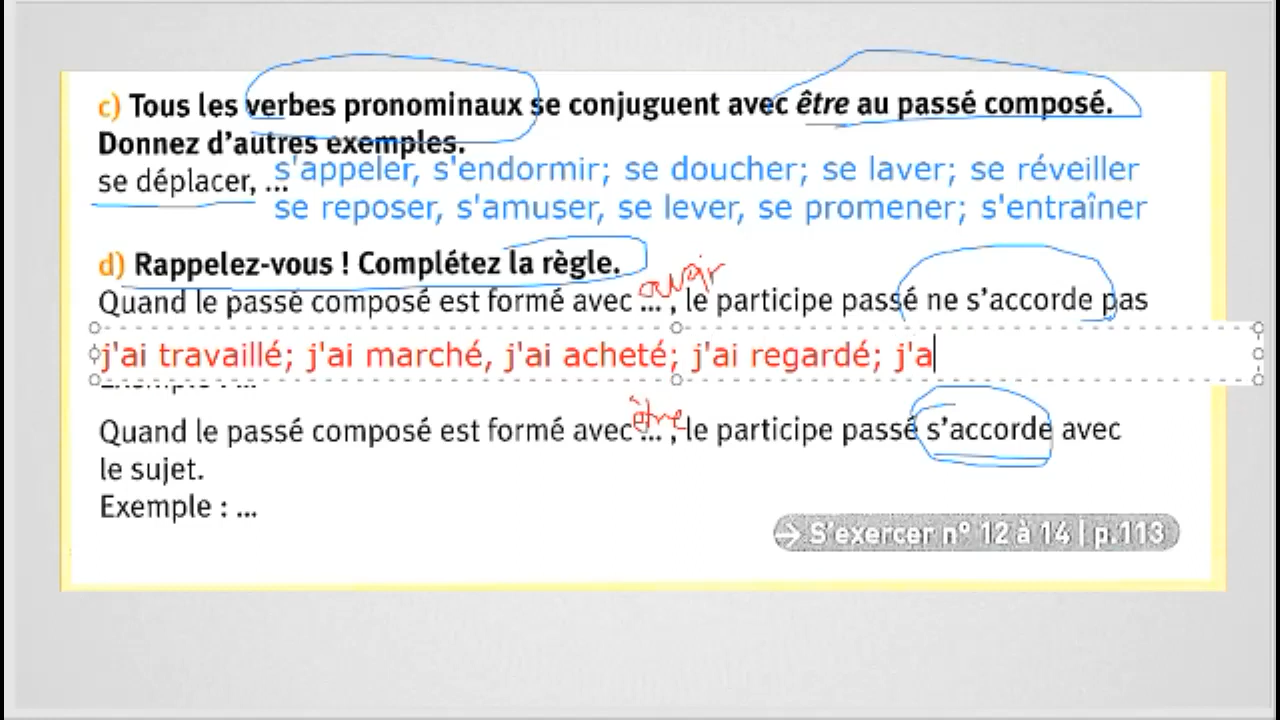 c) Tous les verbes pronominaux se conjuguent avec être au passé composé.
Donnez d'autres exemples.
se déplacer, ... s'appeler, s'endormir; se doucher; se laver; se réveiller
se reposer, s'amuser, se lever, se promener; s'entraîner
d) Rappelez-vous ! Complétez la règle.
Quand le passé composé est formé avec ... avoir, le participe passé ne s'accorde pas
j'ai travaillé; j'ai marché, j'ai acheté; j'ai regardé; j'a
Quand le passé composé est formé avec ... être, le participe passé s'accorde avec
le sujet.
Exemple : ...
→ S'exercer n° 12 à 14 | p.113